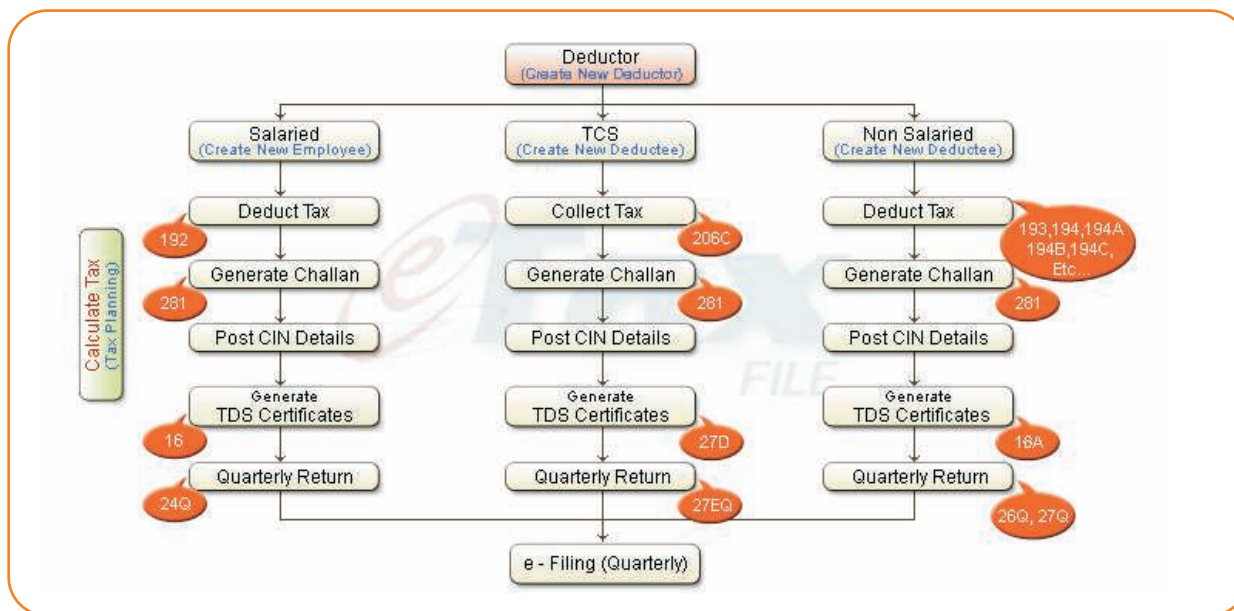 Deductor
(Create New Deductor)
Salaried
(Create New Employee)
TCS
(Create New Deductee)
Non Salaried
(Create New Deductee)
Deduct Tax
192
Collect Tax
206C
Deduct Tax
193,194,194A
194B,194C,
Etc...
Calculate Tax
(Tax Planning)
Generate Challan
281
Generate Challan
281
Generate Challan
281
Post CIN Details
Post CIN Details
Post CIN Details
Generate
TDS Certificates
16
Generate
TDS Certificates
27D
Generate
TDS Certificates
16A
Quarterly Return
24Q
Quarterly Return
27EQ
Quarterly Return
26Q, 27Q
e - Filing (Quarterly)
eTax
FILE